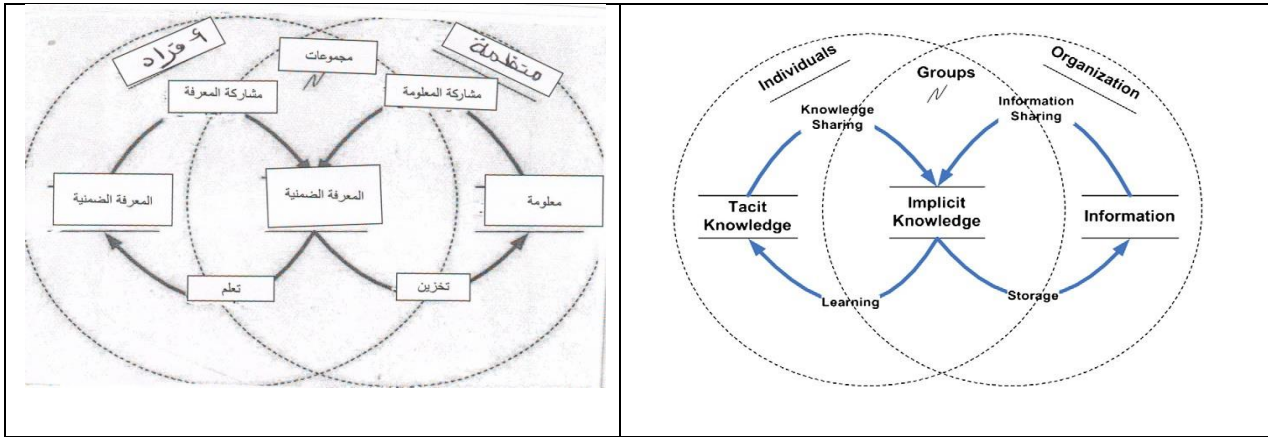 أفراد
مجموعات
منظمة
مشاركة المعرفة
مشاركة المعلومة
المعرفة الضمنية
المعرفة الضمنية
معلومة
تعلم
تخزين
Individuals
Groups
Organization
Knowledge
Sharing
Information
Sharing
Tacit
Knowledge
Implicit
Knowledge
Information
Learning
Storage